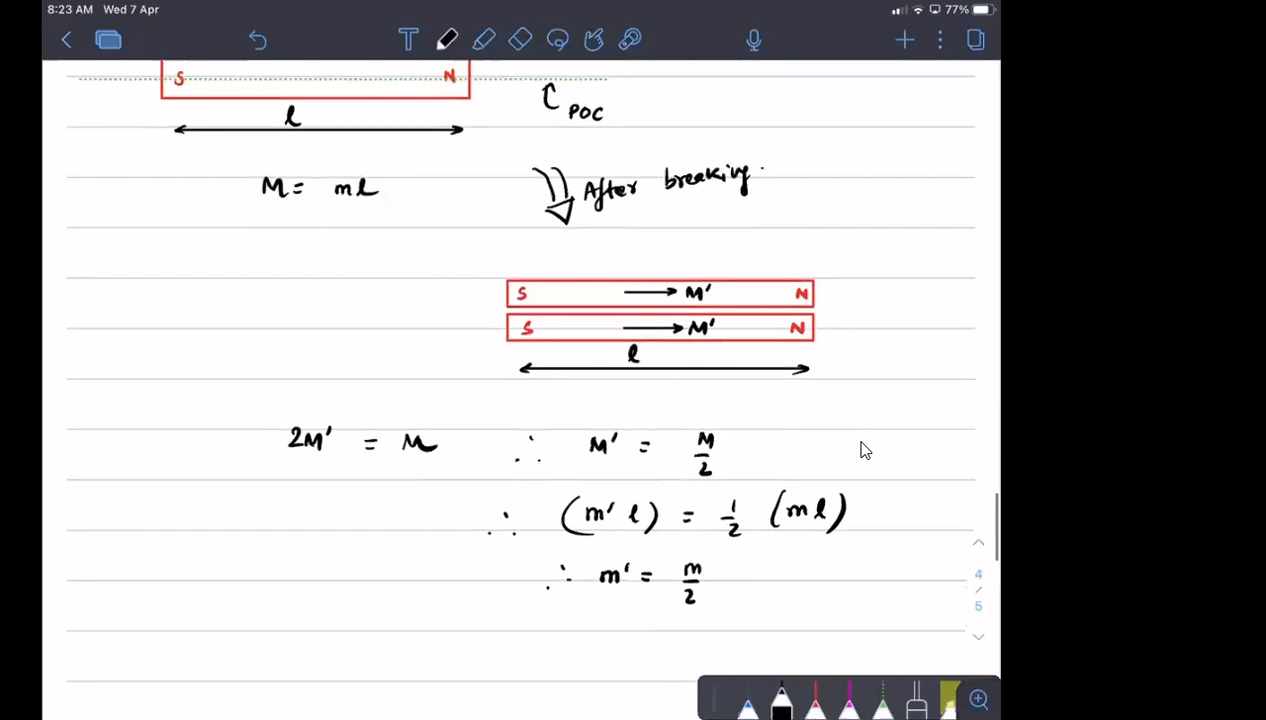 8:23 AM Wed 7 Apr
77%
S N
l
POC
M = ml
After breaking
S → M' N
S → M' N
l
2M' = M ∴ M' = M/2
∴ (m' l) = 1/2 (ml)
∴ m' = m/2
4
/
5